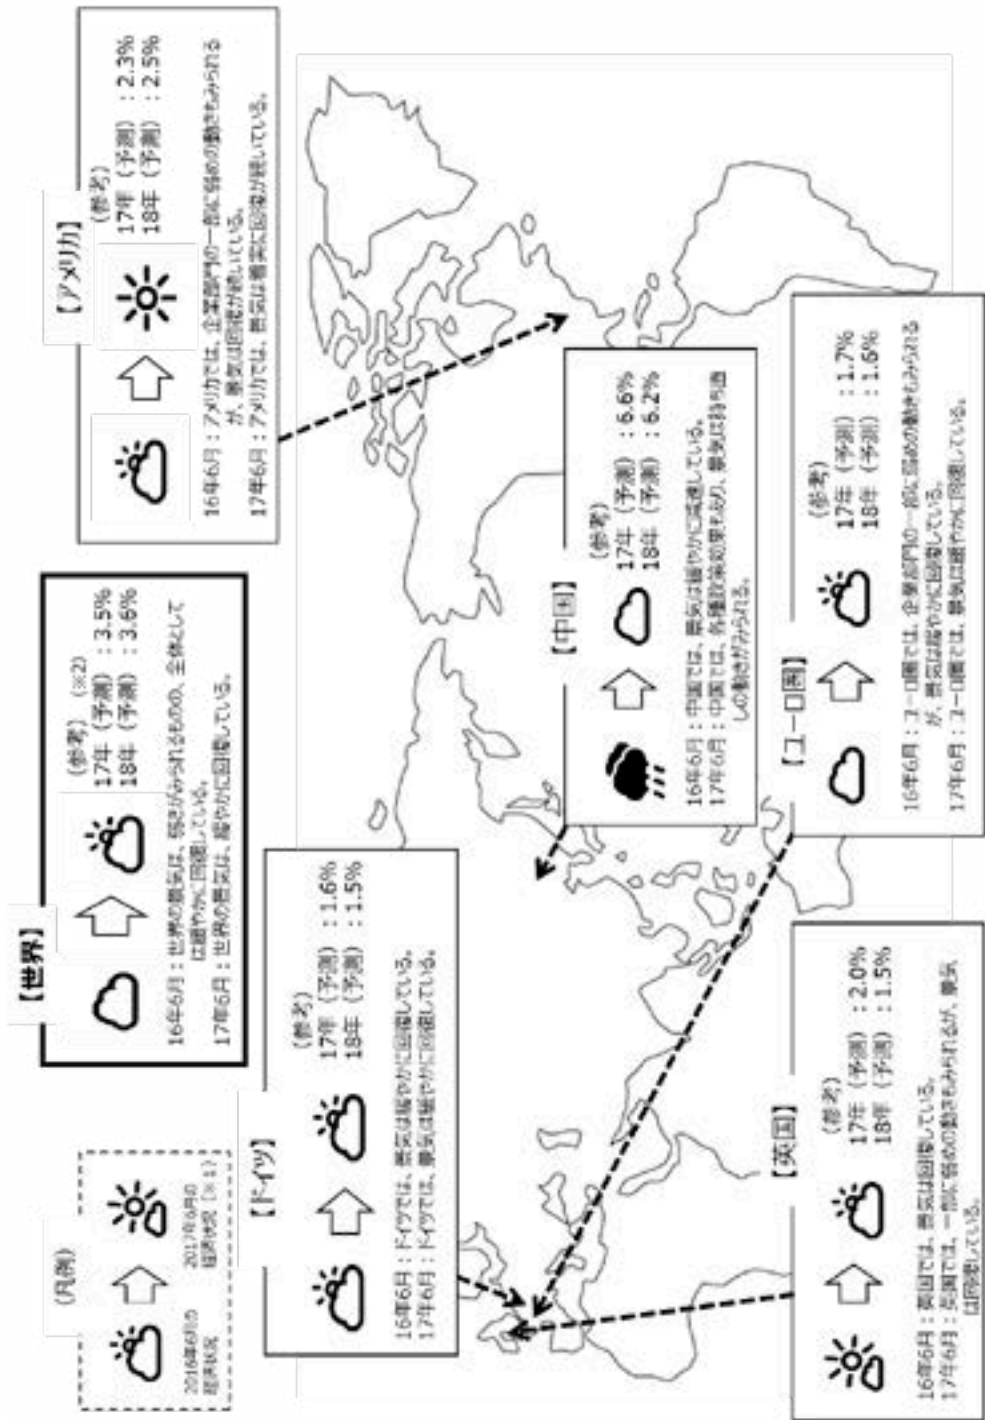 (凡例)
2016年6月の
経済状況
2017年6月の
経済状況（※1）
【世界】
(参考) (※2)
17年（予測）：3.5%
18年（予測）：3.6%
16年6月：世界の景気は、弱さがみられるものの、全体として
は緩やかに回復している。
17年6月：世界の景気は、緩やかに回復している。
【アメリカ】
(参考)
17年（予測）：2.3%
18年（予測）：2.5%
16年6月：アメリカでは、企業部門の一部に弱めの動きもみられる
が、景気は回復が続いている。
17年6月：アメリカでは、景気は着実に回復が続いている。
【ドイツ】
(参考)
17年（予測）：1.6%
18年（予測）：1.5%
16年6月：ドイツでは、景気は緩やかに回復している。
17年6月：ドイツでは、景気は緩やかに回復している。
【中国】
(参考)
17年（予測）：6.6%
18年（予測）：6.2%
16年6月：中国では、景気は緩やかに減速している。
17年6月：中国では、各種政策効果もあり、景気は持ち直
しの動きがみられる。
【英国】
(参考)
17年（予測）：2.0%
18年（予測）：1.5%
16年6月：英国では、景気は回復している。
17年6月：英国では、一部に弱めの動きもみられるが、景気
は回復している。
【ユーロ圏】
(参考)
17年（予測）：1.7%
18年（予測）：1.6%
16年6月：ユーロ圏では、企業部門の一部に弱めの動きもみられる
が、景気は緩やかに回復している。
17年6月：ユーロ圏では、景気は緩やかに回復している。